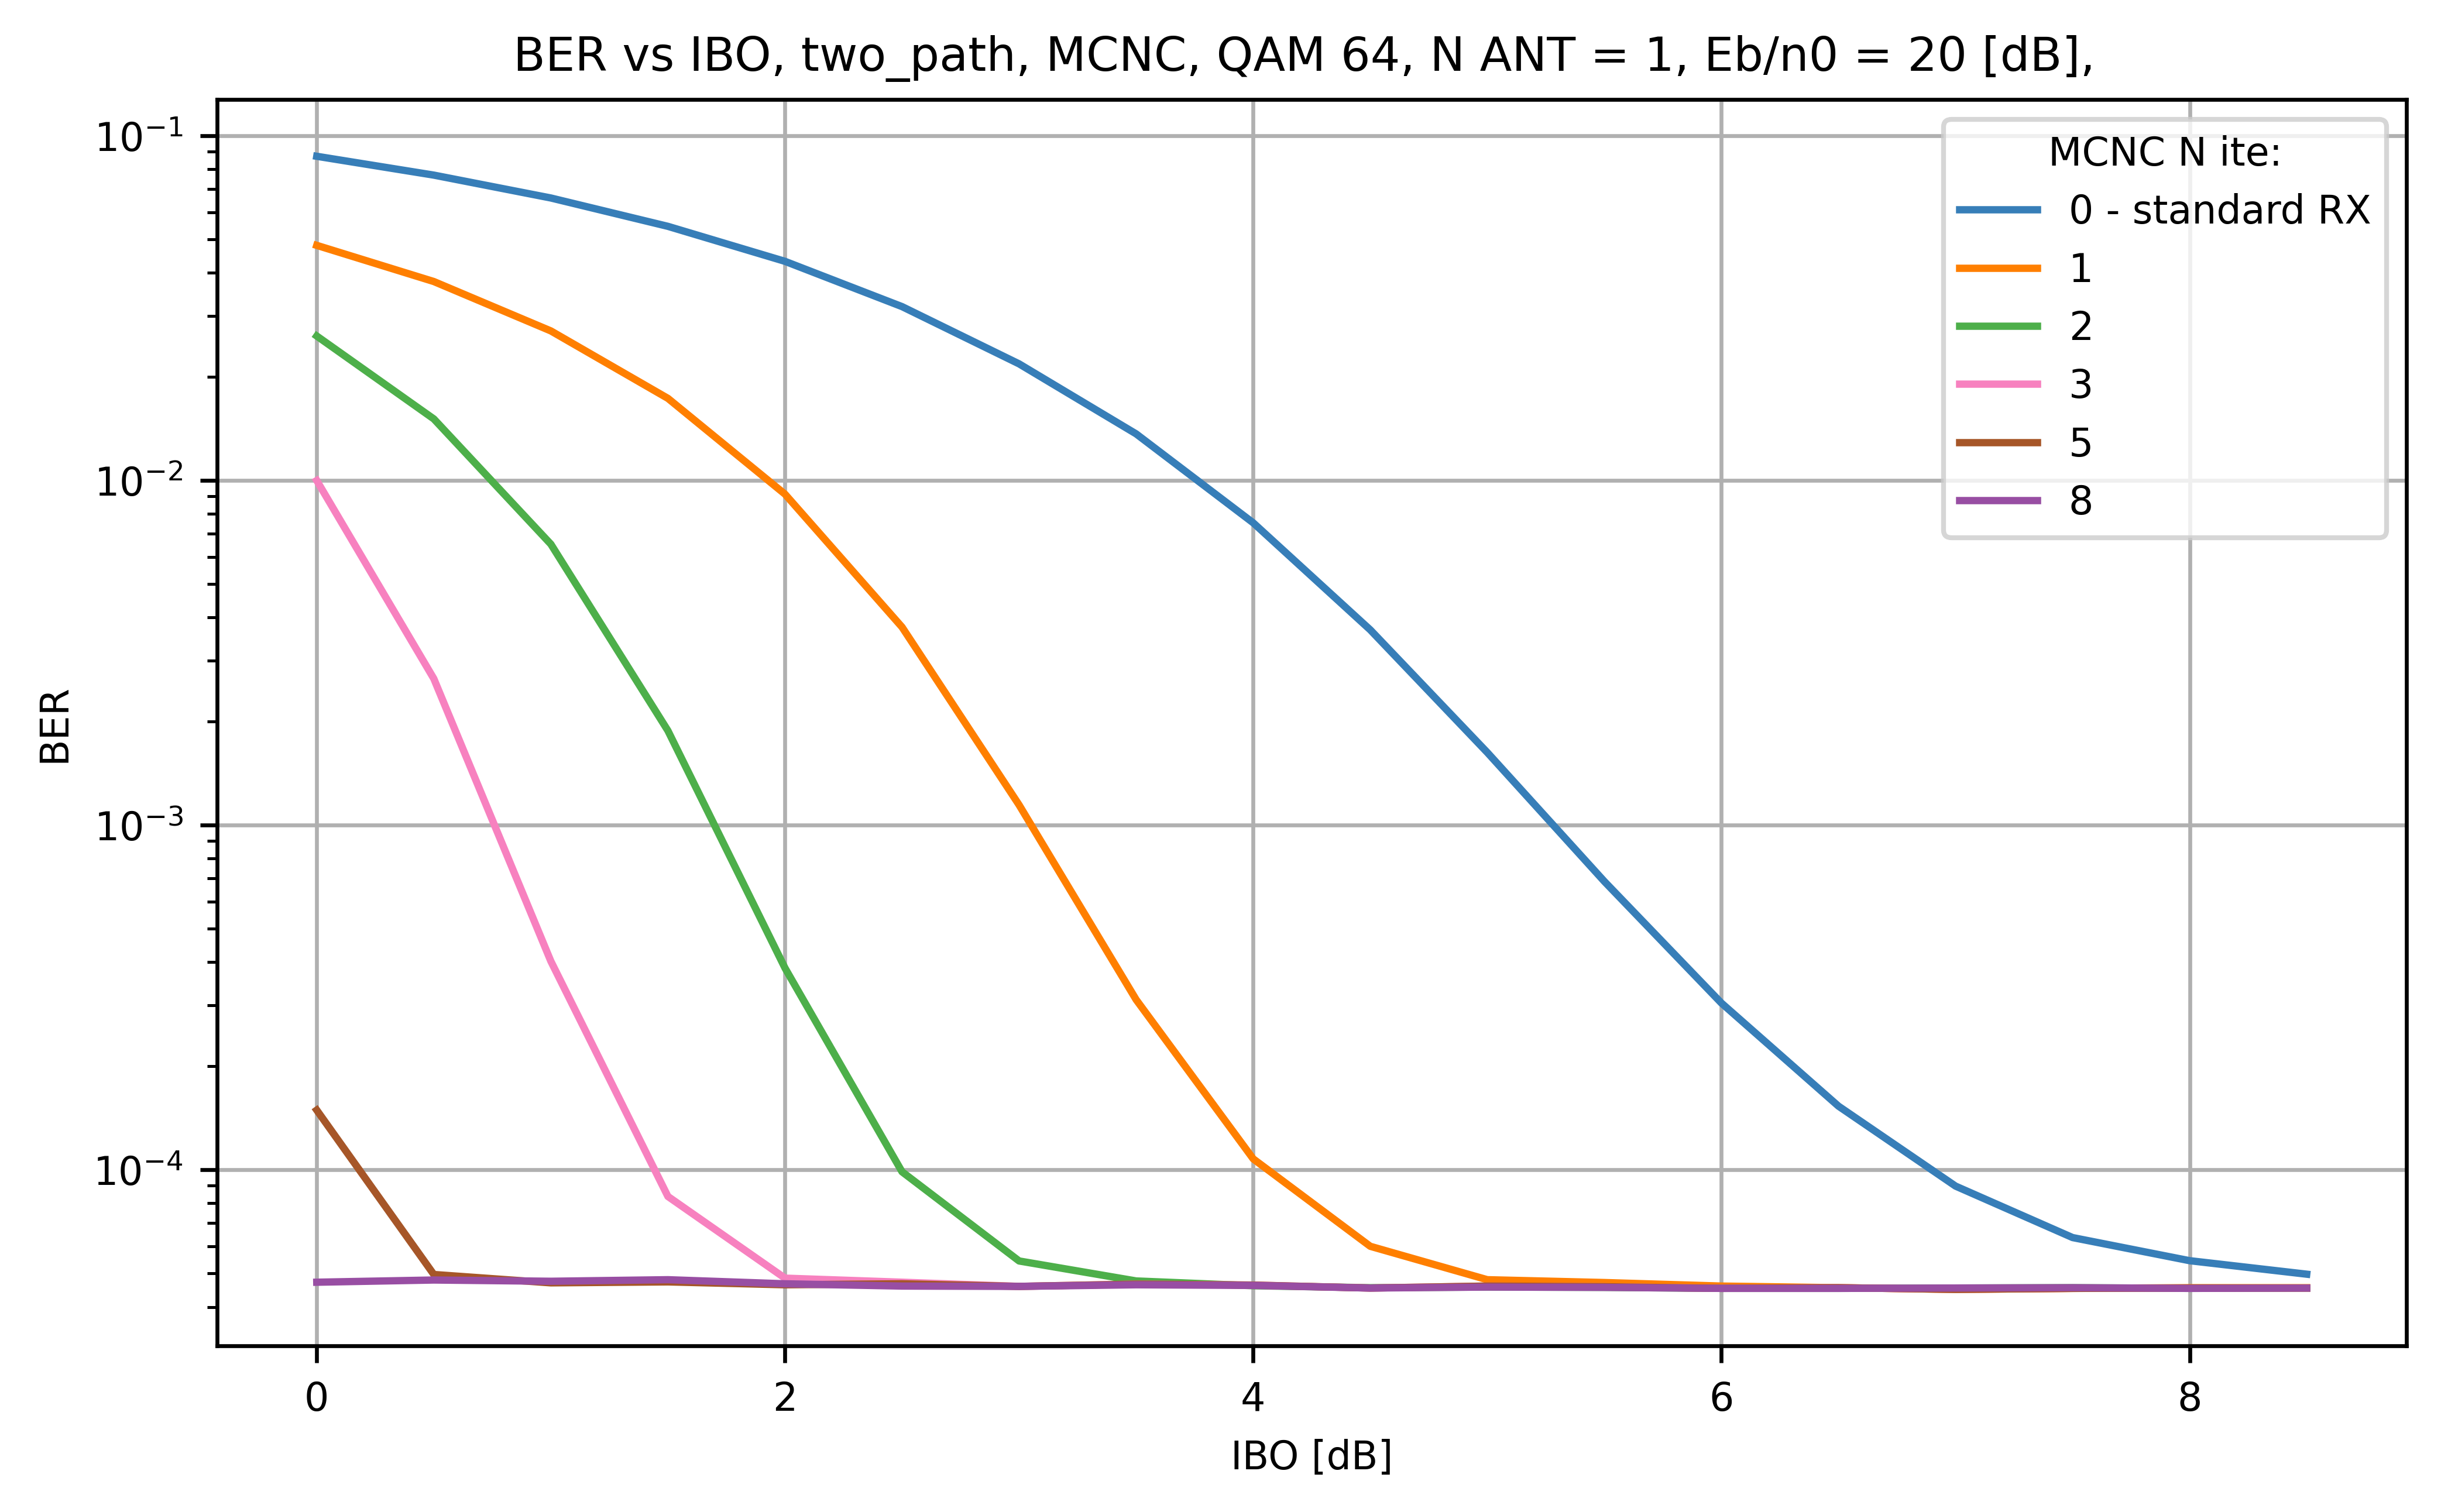 BER vs IBO, two_path, MCNC, QAM 64, N ANT = 1, Eb/n0 = 20 [dB],
10⁻¹
10⁻²
10⁻³
10⁻⁴
BER
MCNC N ite:
0 - standard RX
1
2
3
5
8
0 2 4 6 8
IBO [dB]